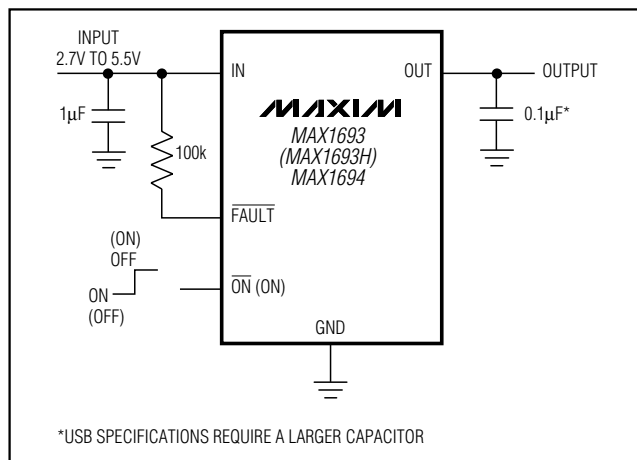 INPUT
2.7V TO 5.5V
IN
OUT
OUTPUT
1µF
MAXIM
0.1µF*
MAX1693
(MAX1693H)
MAX1694
100k
FAULT
(ON)
OFF
ON (ON)
ON
(OFF)
GND
*USB SPECIFICATIONS REQUIRE A LARGER CAPACITOR